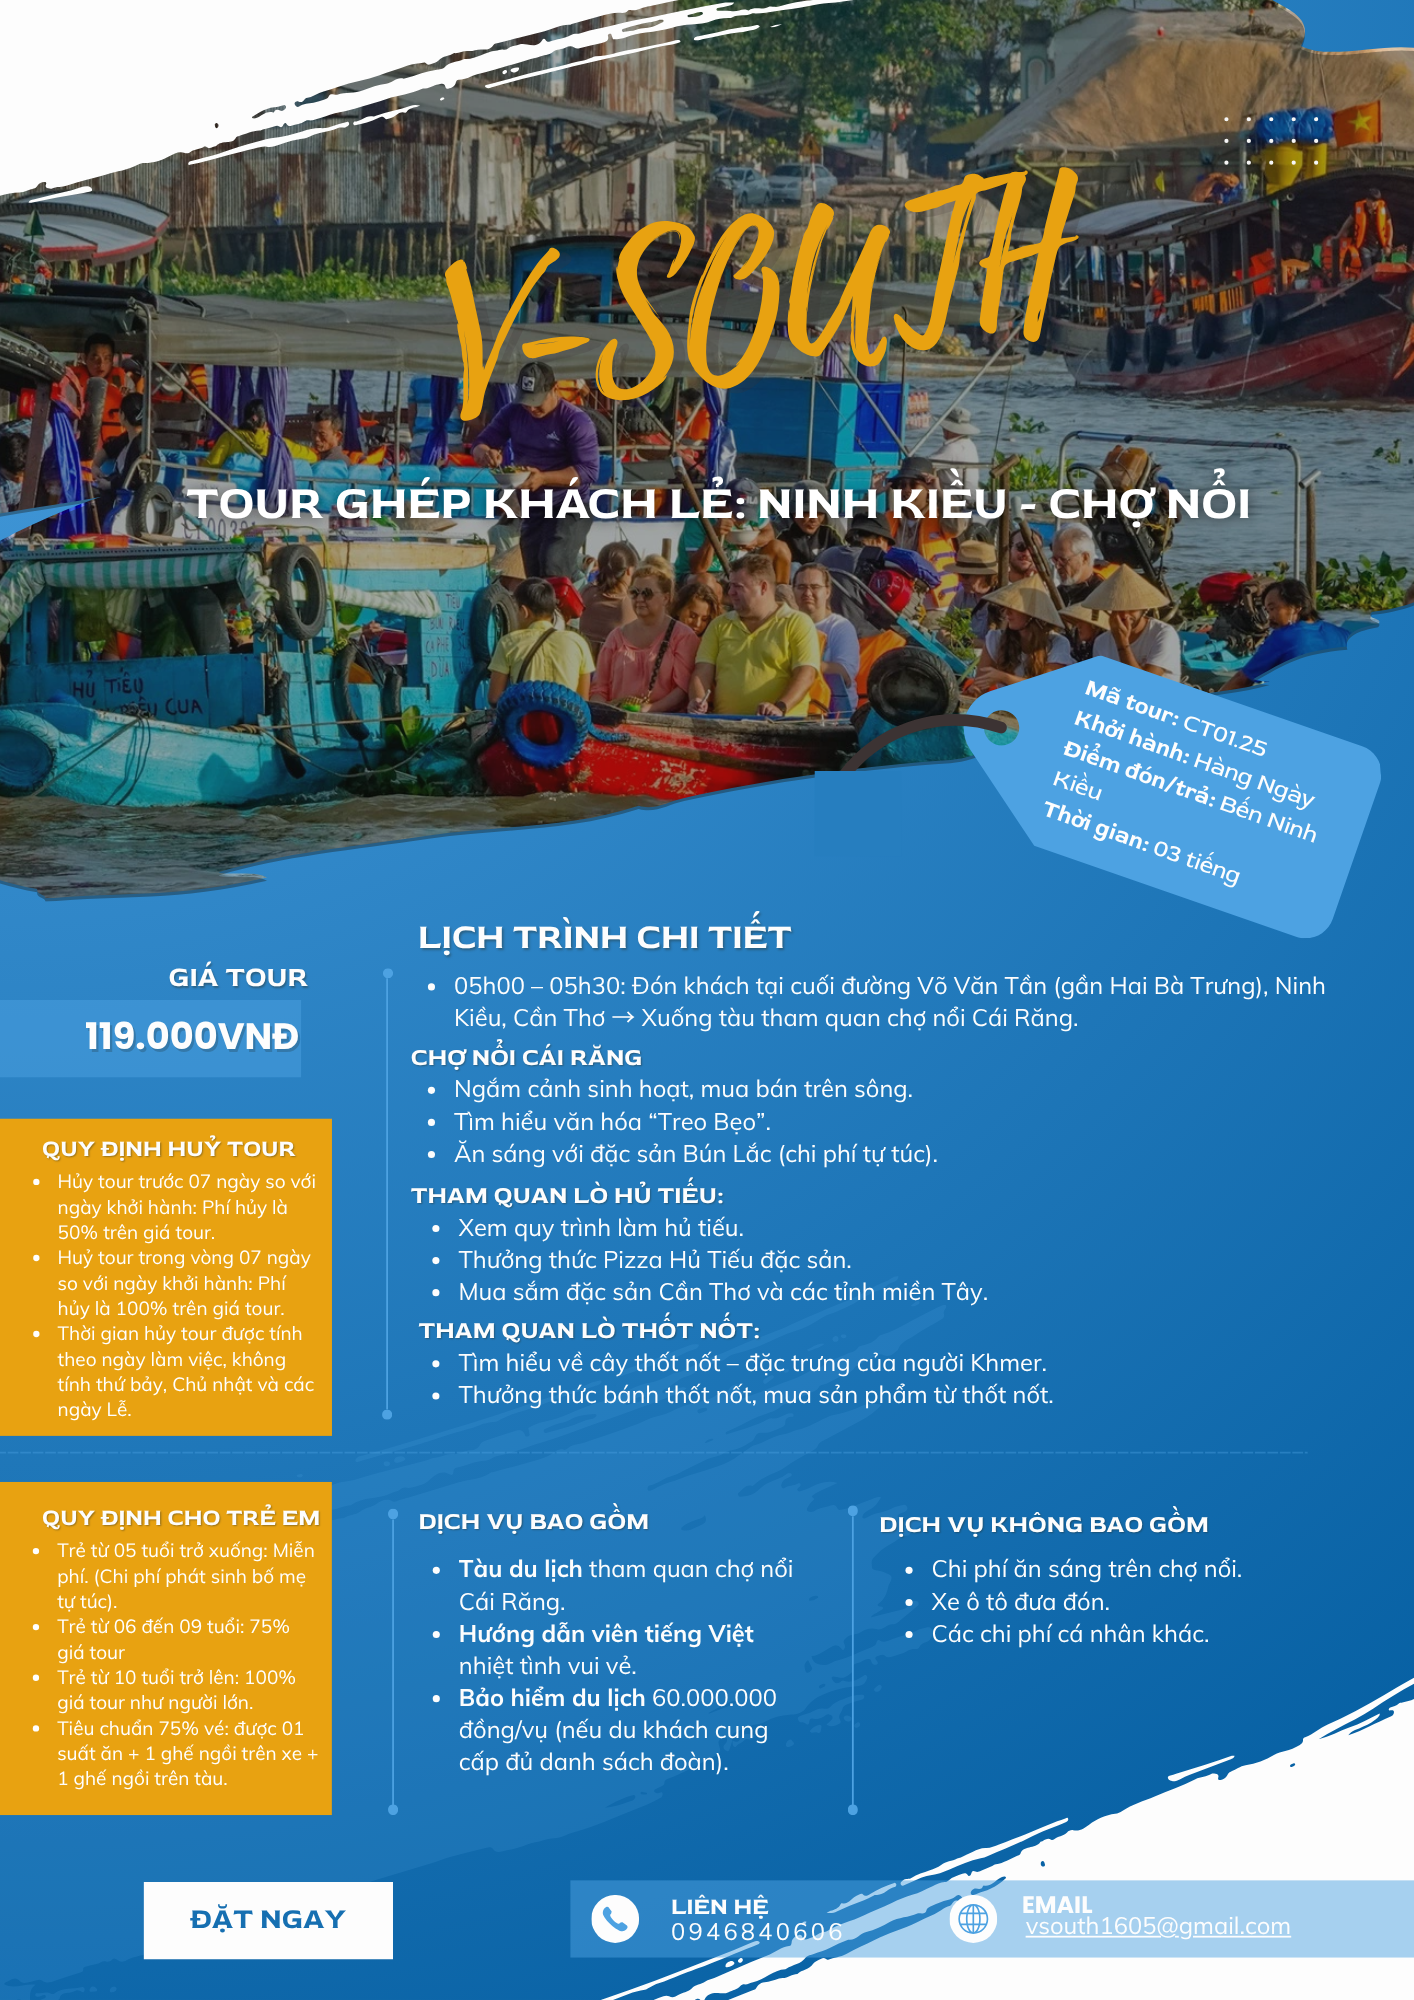 V-SOUTH
TOUR GHÉP KHÁCH LẺ: NINH KIỀU - CHỢ NỔI
HỦ TIẾU
Mã tour: CT01.25
Khởi hành: Hàng Ngày
Điểm đón/trả: Bến Ninh
Kiều
Thời gian: 03 tiếng
GIÁ TOUR
119.000VNĐ
QUY ĐỊNH HUỶ TOUR
Hủy tour trước 07 ngày so với
ngày khởi hành: Phí hủy là
50% trên giá tour.
Huỷ tour trong vòng 07 ngày
so với ngày khởi hành: Phí
hủy là 100% trên giá tour.
Thời gian hủy tour được tính
theo ngày làm việc, không
tính thứ bảy, Chủ nhật và các
ngày Lễ.
LỊCH TRÌNH CHI TIẾT
05h00 – 05h30: Đón khách tại cuối đường Võ Văn Tần (gần Hai Bà Trưng), Ninh
Kiều, Cần Thơ → Xuống tàu tham quan chợ nổi Cái Răng.
CHỢ NỔI CÁI RĂNG
Ngắm cảnh sinh hoạt, mua bán trên sông.
Tìm hiểu văn hóa “Treo Bẹo”.
Ăn sáng với đặc sản Bún Lắc (chi phí tự túc).
THAM QUAN LÒ HỦ TIẾU:
Xem quy trình làm hủ tiếu.
Thưởng thức Pizza Hủ Tiếu đặc sản.
Mua sắm đặc sản Cần Thơ và các tỉnh miền Tây.
THAM QUAN LÒ THỐT NỐT:
Tìm hiểu về cây thốt nốt – đặc trưng của người Khmer.
Thưởng thức bánh thốt nốt, mua sản phẩm từ thốt nốt.
QUY ĐỊNH CHO TRẺ EM
Trẻ từ 05 tuổi trở xuống: Miễn
phí. (Chi phí phát sinh bố mẹ
tự túc).
Trẻ từ 06 đến 09 tuổi: 75%
giá tour
Trẻ từ 10 tuổi trở lên: 100%
giá tour như người lớn.
Tiêu chuẩn 75% vé: được 01
suất ăn + 1 ghế ngồi trên xe +
1 ghế ngồi trên tàu.
DỊCH VỤ BAO GỒM
Tàu du lịch tham quan chợ nổi
Cái Răng.
Hướng dẫn viên tiếng Việt
nhiệt tình vui vẻ.
Bảo hiểm du lịch 60.000.000
đồng/vụ (nếu du khách cung
cấp đủ danh sách đoàn).
DỊCH VỤ KHÔNG BAO GỒM
Chi phí ăn sáng trên chợ nổi.
Xe ô tô đưa đón.
Các chi phí cá nhân khác.
ĐẶT NGAY
LIÊN HỆ
0946840606
EMAIL
vsouth1605@gmail.com